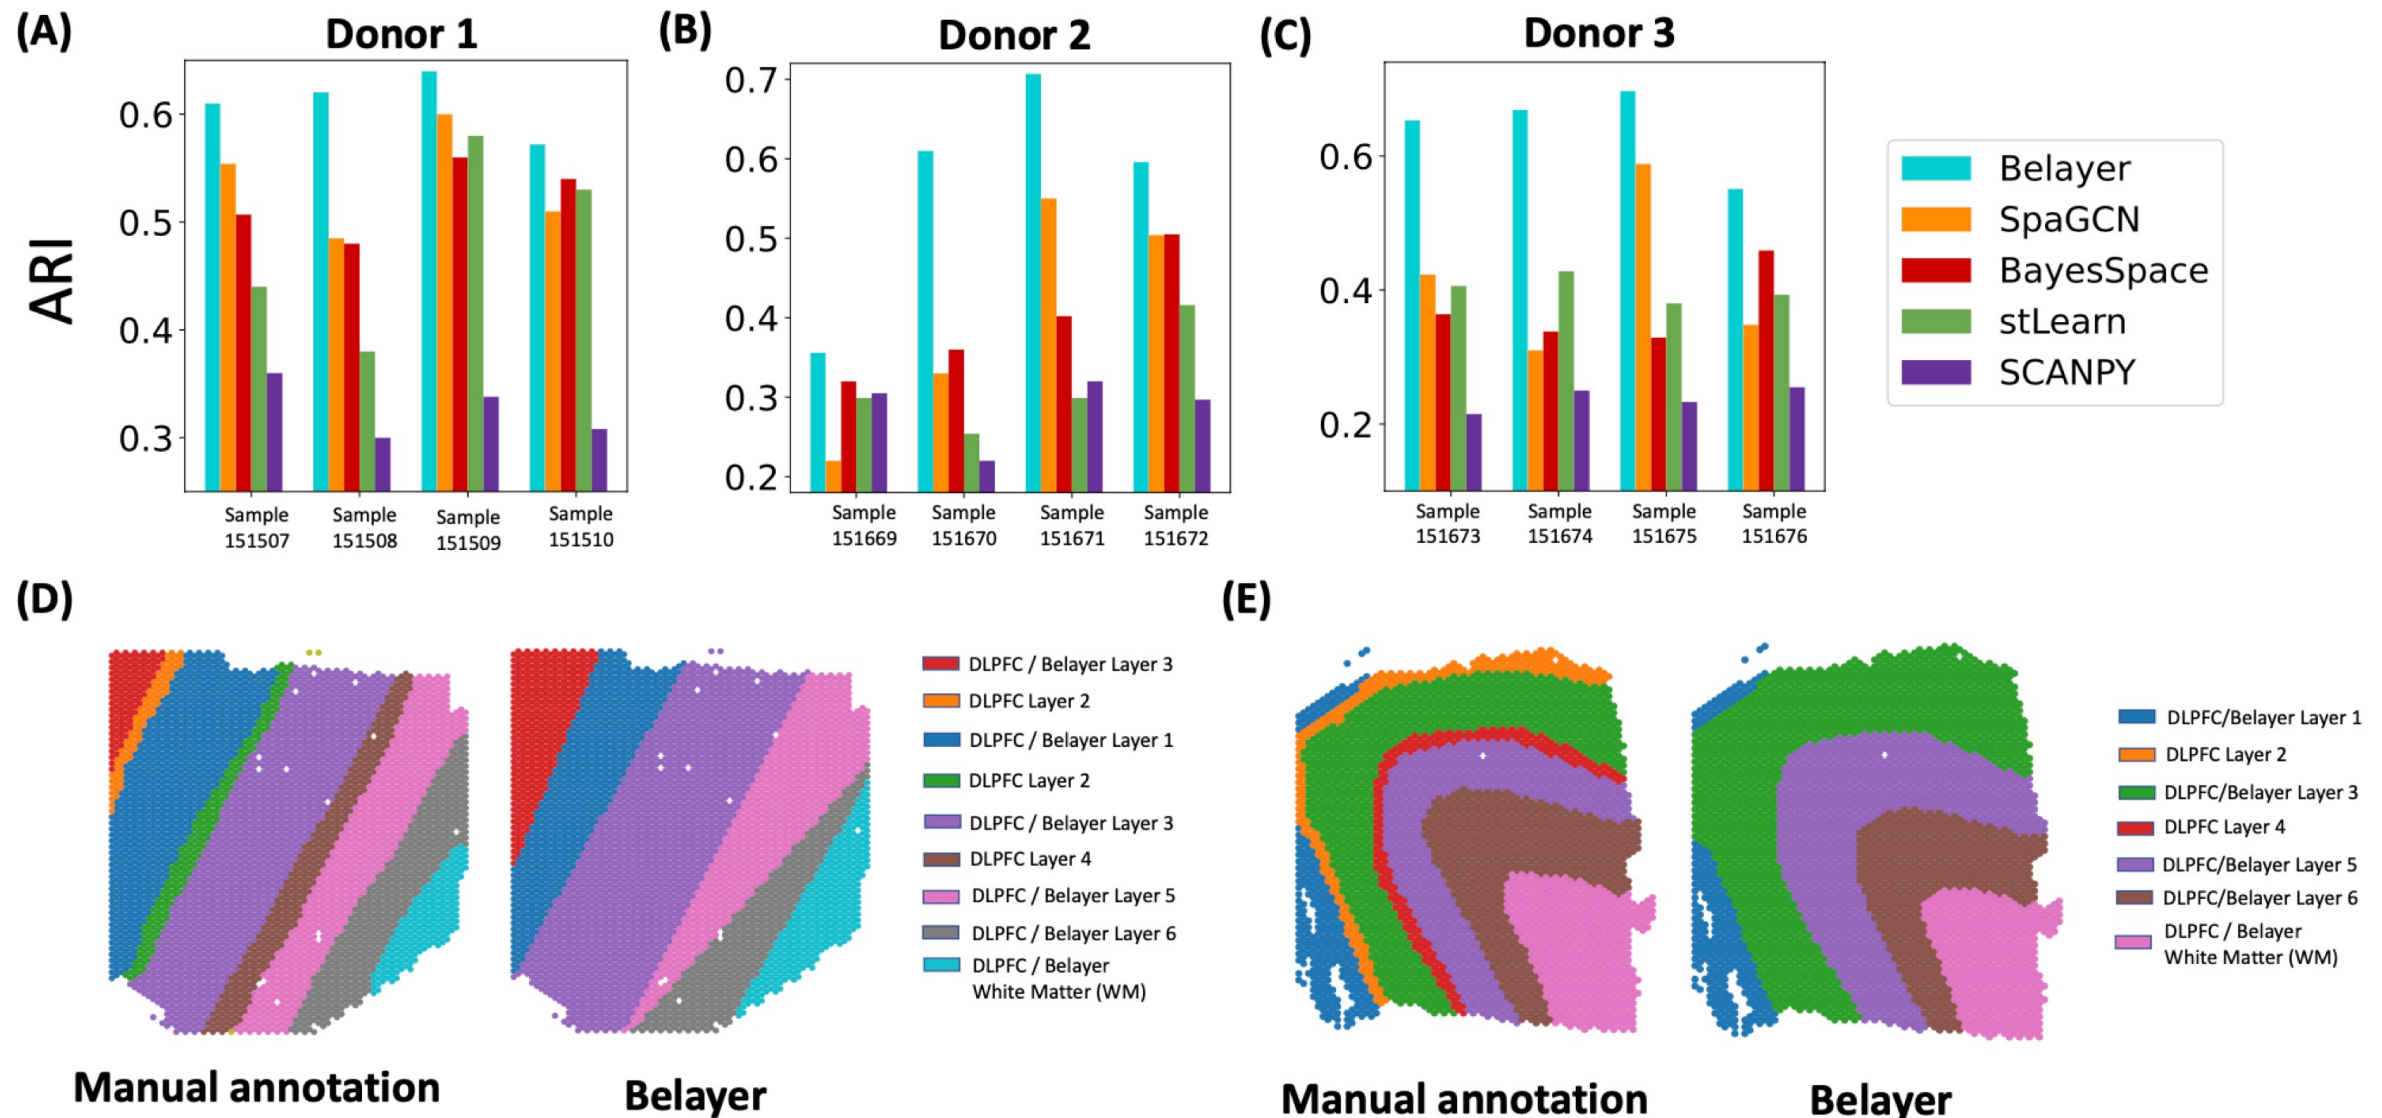 (A)
Donor 1
ARI
0.6
0.5
0.4
0.3
Sample
151507
Sample
151508
Sample
151509
Sample
151510
(B)
Donor 2
0.7
0.6
0.5
0.4
0.3
0.2
Sample
151669
Sample
151670
Sample
151671
Sample
151672
(C)
Donor 3
0.6
0.4
0.2
Sample
151673
Sample
151674
Sample
151675
Sample
151676
Belayer
SpaGCN
BayesSpace
stLearn
SCANPY
(D)
DLPFC / Belayer Layer 3
DLPFC Layer 2
DLPFC / Belayer Layer 1
DLPFC Layer 2
DLPFC / Belayer Layer 3
DLPFC Layer 4
DLPFC / Belayer Layer 5
DLPFC / Belayer Layer 6
DLPFC / Belayer
White Matter (WM)
Manual annotation
Belayer
(E)
DLPFC/Belayer Layer 1
DLPFC Layer 2
DLPFC/Belayer Layer 3
DLPFC Layer 4
DLPFC/Belayer Layer 5
DLPFC/Belayer Layer 6
DLPFC / Belayer
White Matter (WM)
Manual annotation
Belayer